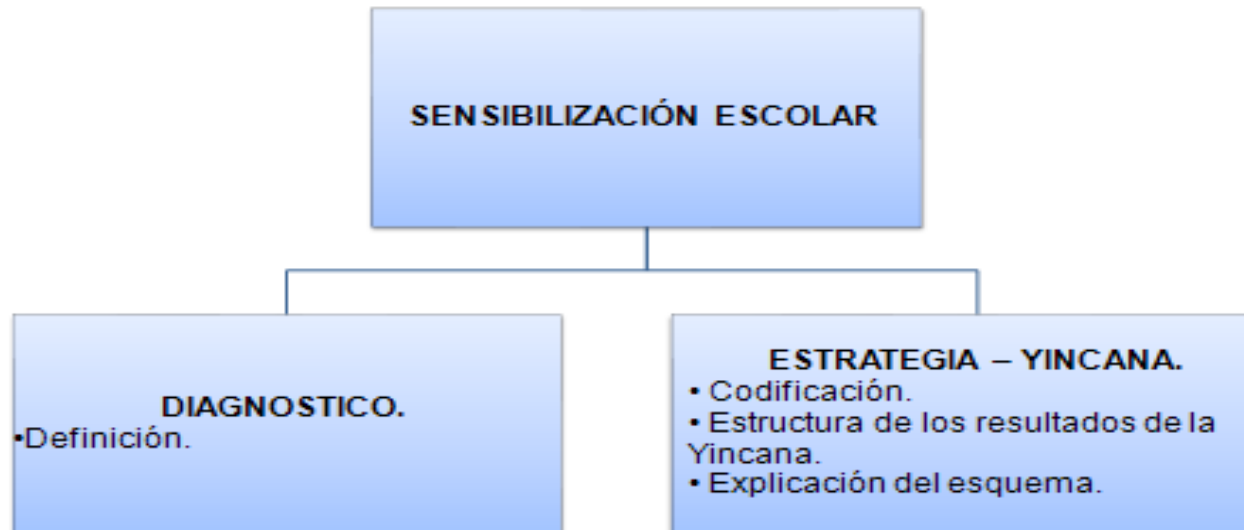 SENSIBILIZACIÓN ESCOLAR
DIAGNOSTICO.
•Definición.
ESTRATEGIA – YINCANA.
• Codificación.
• Estructura de los resultados de la
Yincana.
• Explicación del esquema.